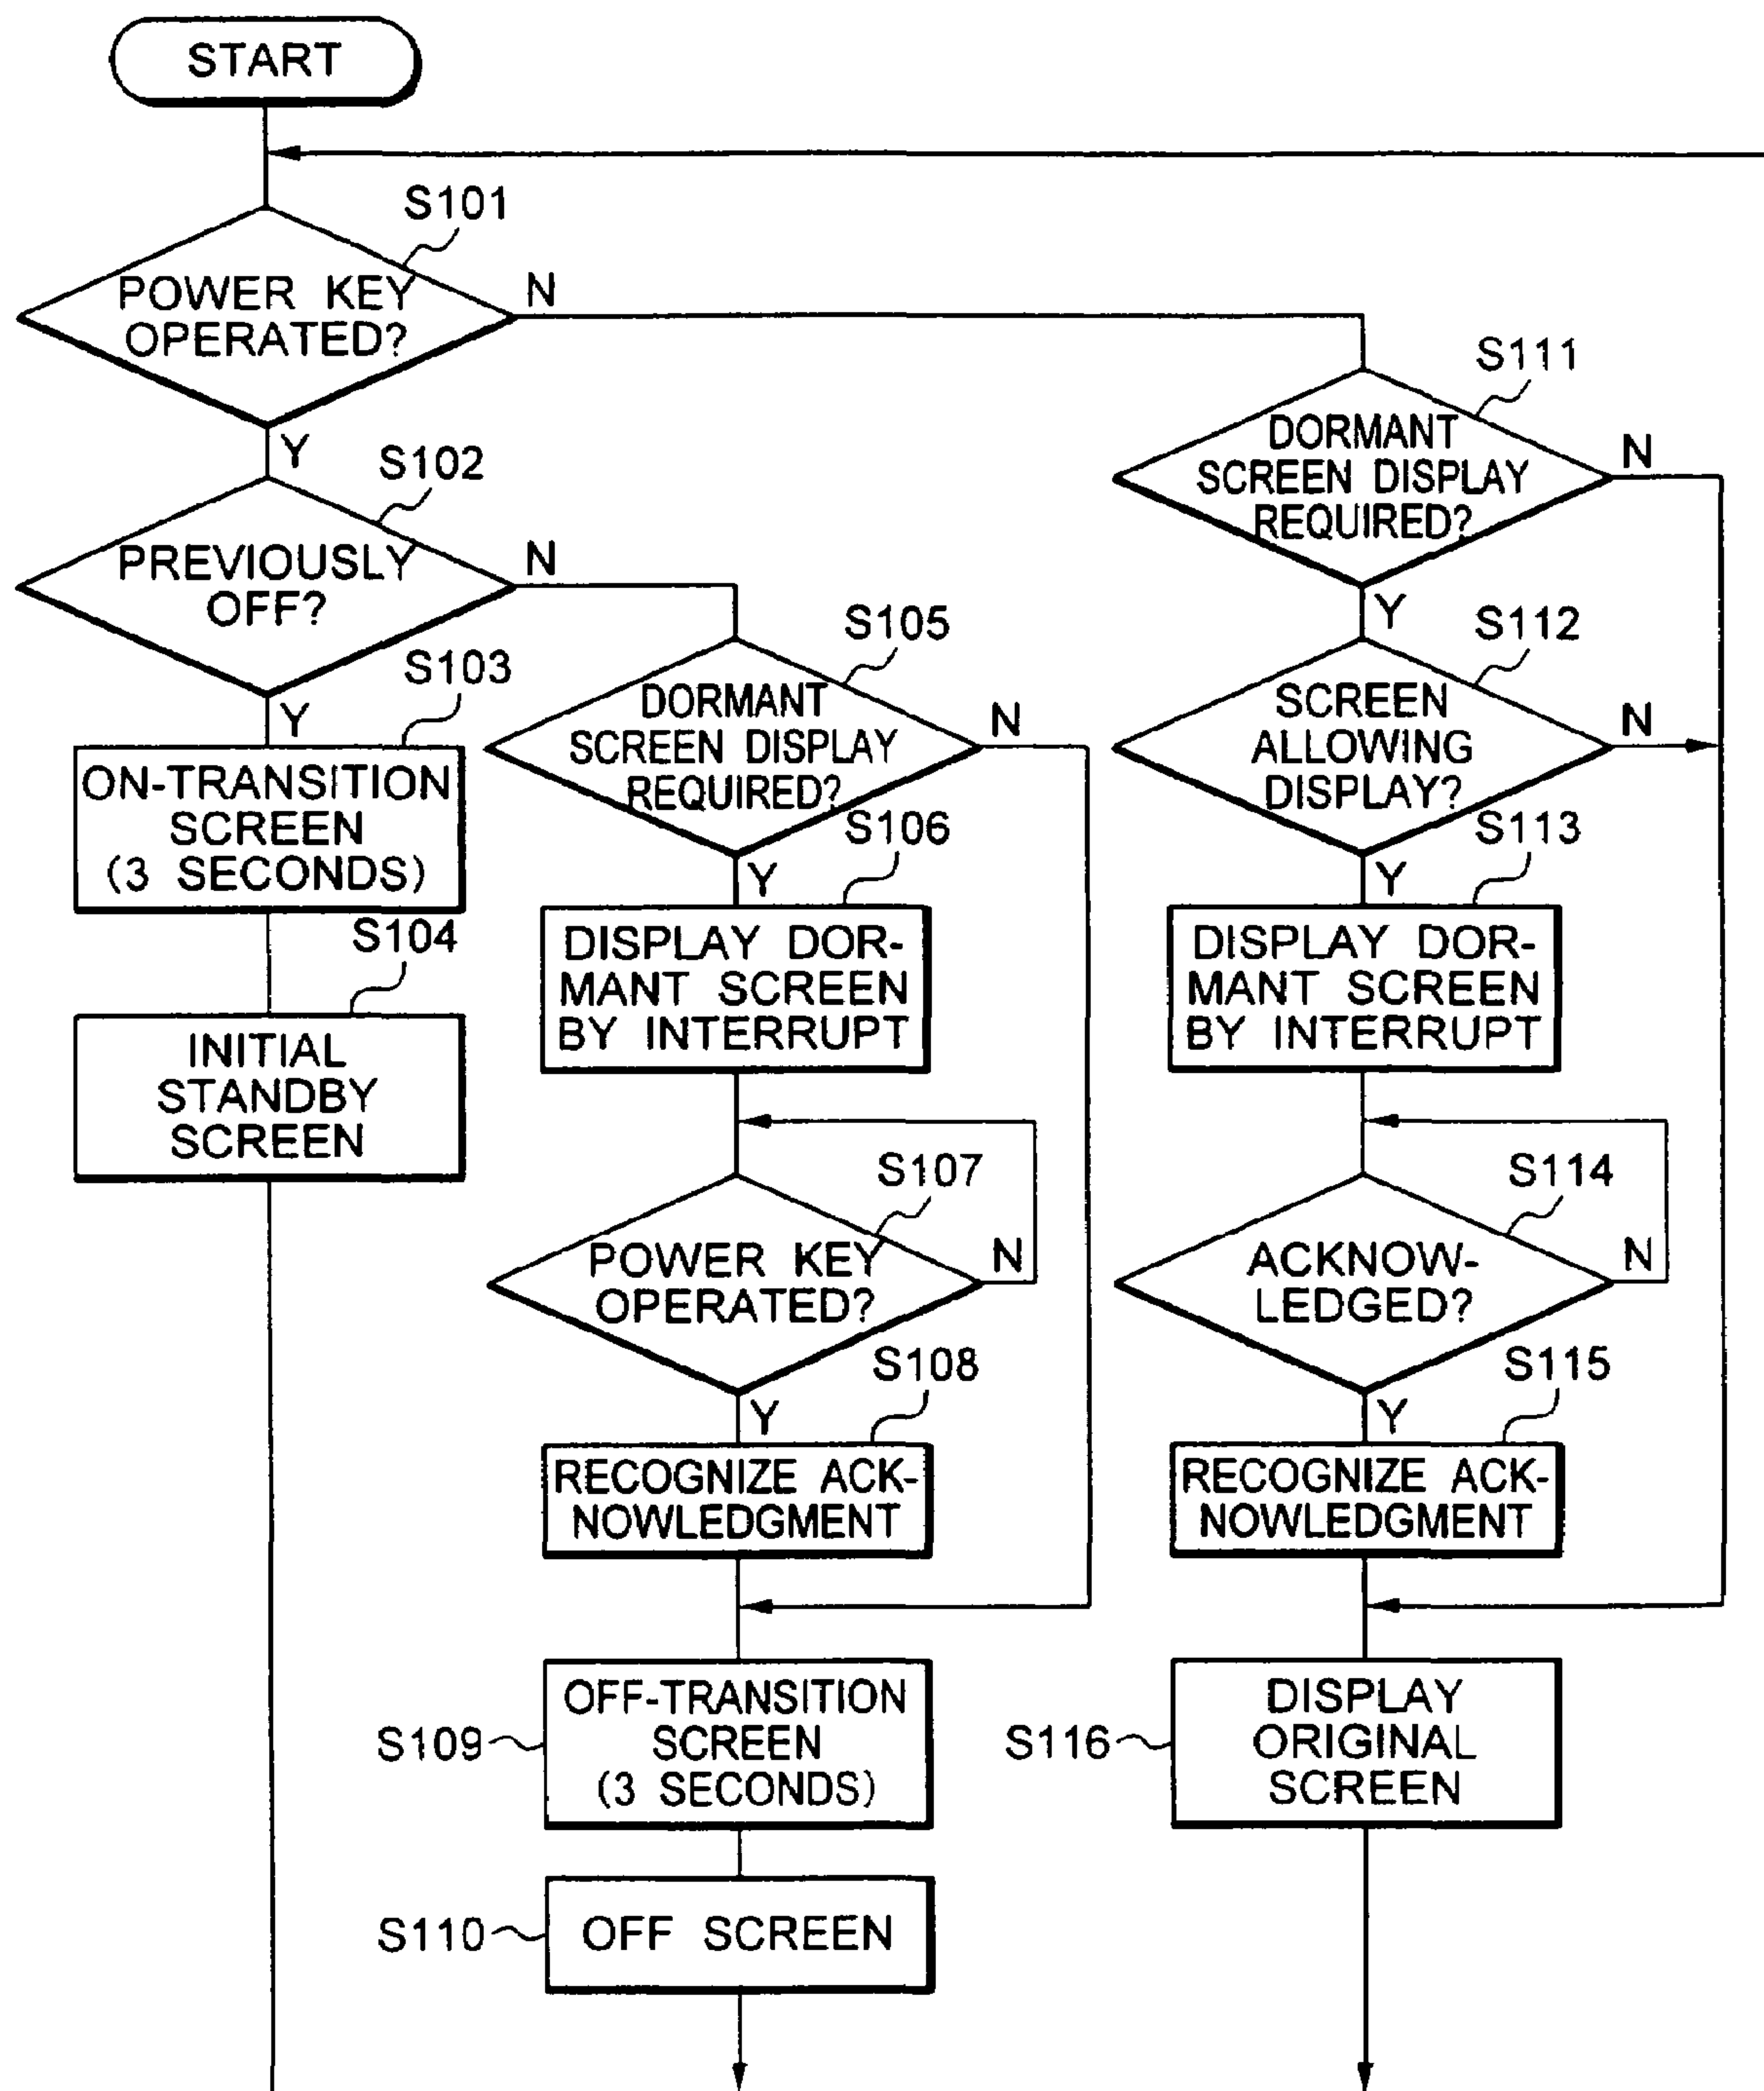 START
S101
POWER KEY
OPERATED?
N
Y
S102
PREVIOUSLY
OFF?
N
Y
S103
ON-TRANSITION
SCREEN
(3 SECONDS)
S104
INITIAL
STANDBY
SCREEN
S105
DORMANT
SCREEN DISPLAY
REQUIRED?
N
Y
S106
DISPLAY DOR-
MANT SCREEN
BY INTERRUPT
S107
POWER KEY
OPERATED?
N
Y
S108
RECOGNIZE ACK-
NOWLEDGMENT
S109
OFF-TRANSITION
SCREEN
(3 SECONDS)
S110
OFF SCREEN
S111
DORMANT
SCREEN DISPLAY
REQUIRED?
N
Y
S112
SCREEN
ALLOWING
DISPLAY?
N
Y
S113
DISPLAY DOR-
MANT SCREEN
BY INTERRUPT
S114
ACKNOW-
LEDGED?
N
Y
S115
RECOGNIZE ACK-
NOWLEDGMENT
S116
DISPLAY
ORIGINAL
SCREEN